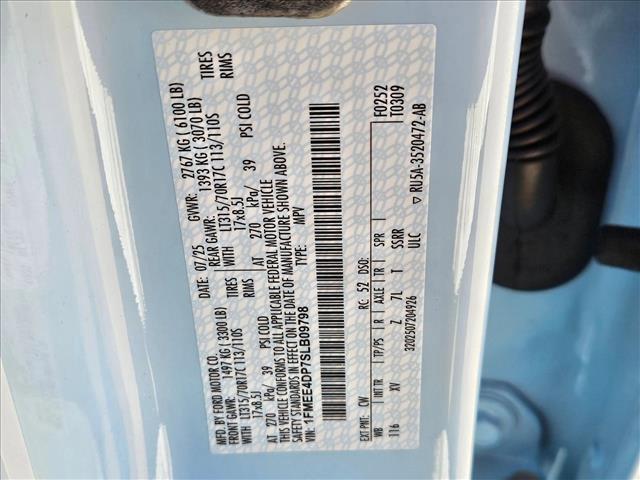 MFD. BY FORD MOTOR CO.
DATE: 07/25 GVWR: 2767 KG ( 6100 LB)
FRONT GAWR: 1497 KG ( 3300 LB) REAR GAWR: 1393 KG ( 3070 LB)
WITH LT315/70R17C 113/110S TIRES WITH LT315/70R17C 113/110S TIRES
17x8.5J RIMS 17x8.5J RIMS
AT 270 kPa/ 39 PSI COLD AT 270 kPa/ 39 PSI COLD
THIS VEHICLE CONFORMS TO ALL APPLICABLE FEDERAL MOTOR VEHICLE
SAFETY STANDARDS IN EFFECT ON THE DATE OF MANUFACTURE SHOWN ABOVE.
VIN: 1FMEE4DP7SLB09798 TYPE: MPV
F0252
T0309
EXT PNT: CW RC: 52 DSO:
WB INT TR TP/PS R AXLE TR SPR
116 XV Z 7L T SSRR
3202507204926 ULC
▽ RU5A-3520472-AB